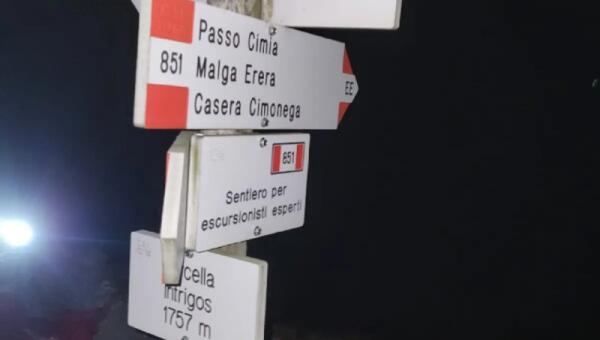 851
Passo Cimia
Malga Erera
Casera Cimonega
EE
851
Sentiero per
escursionisti esperti
cella
intrigos
1757 m